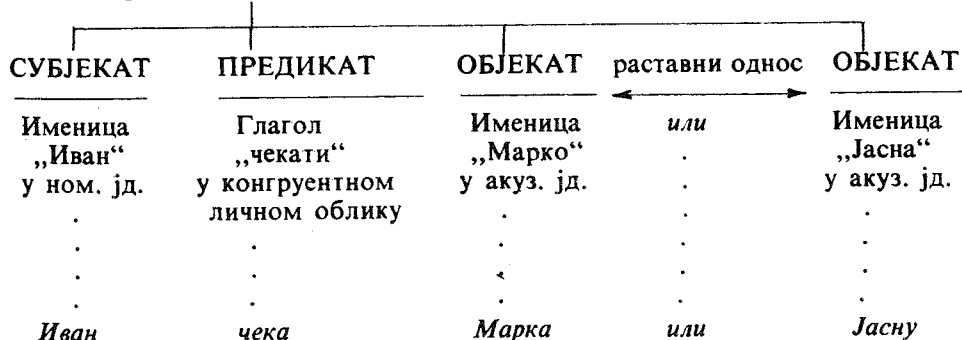 СУБЈЕКАТ ПРЕДИКАТ ОБЈЕКАТ раставни однос ОБЈЕКАТ
Именица Глагол Именица или Именица
„Иван“ „чекати“ „Марко“ . „Јасна“
у ном. јд. у конгруентном у акуз. јд. . у акуз. јд.
. личном облику . . .
. . . . .
. . . . .
. . . . .
Иван чека Марка или Јасну